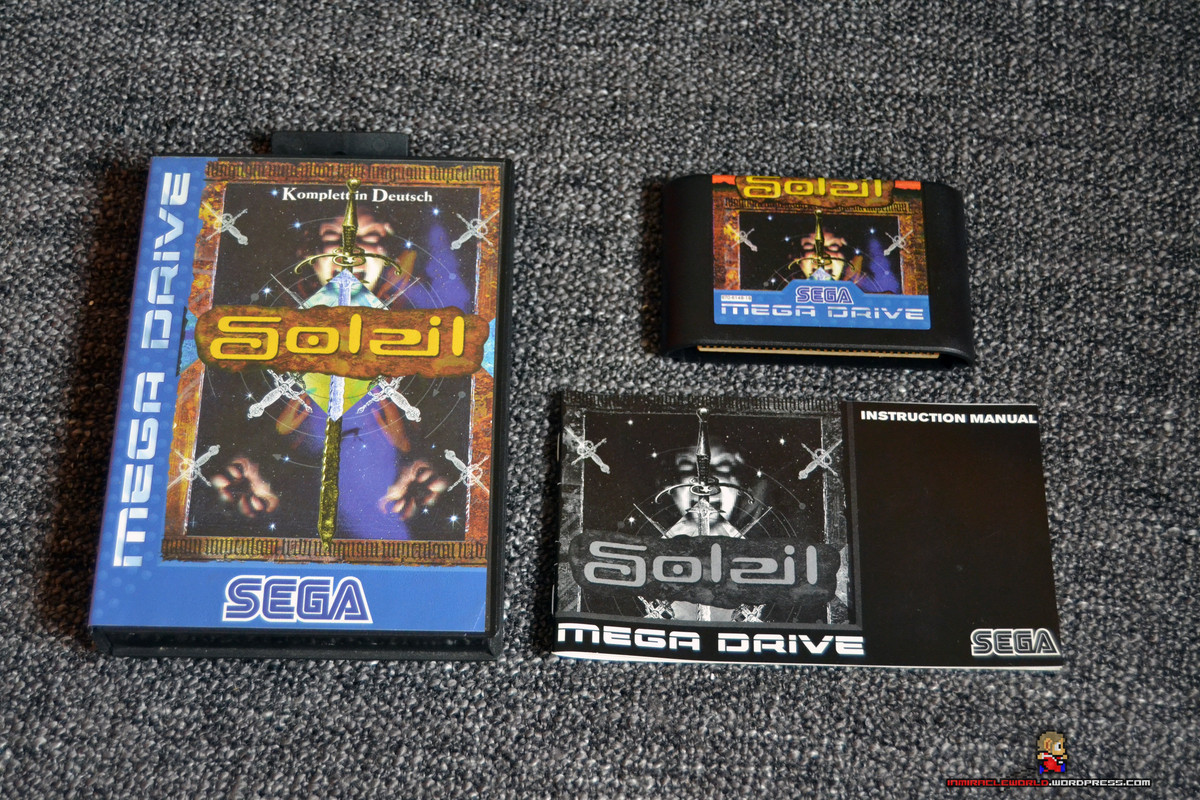 MEGA DRIVE
Komplett in Deutsch
Soleil
SEGA
Soleil
SEGA
MEGA DRIVE
INSTRUCTION MANUAL
Soleil
MEGA DRIVE
SEGA
INMIRACLEWORLD.WORDPRESS.COM